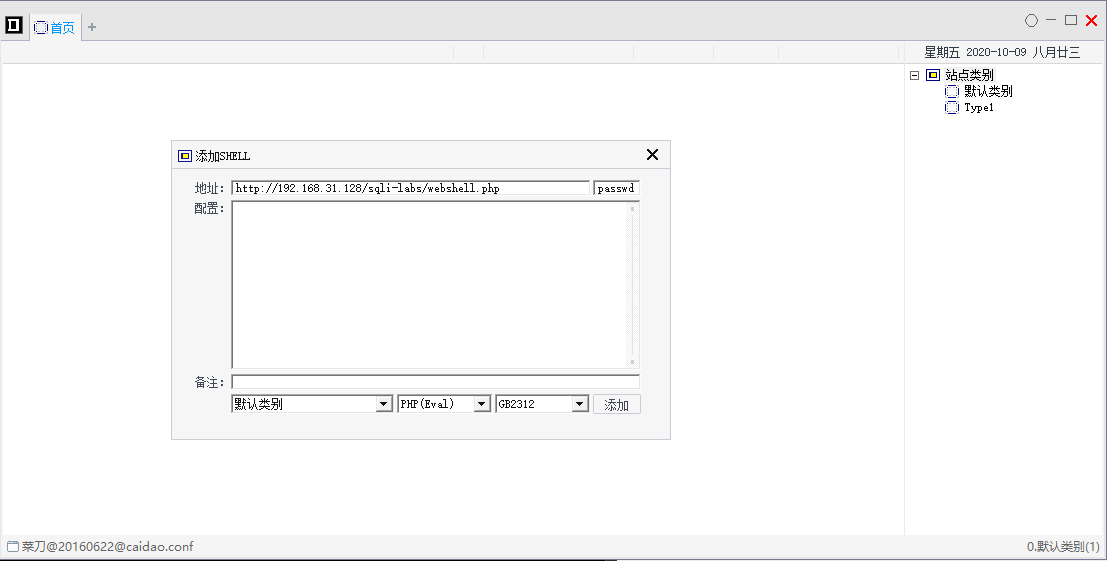 首页
星期五 2020-10-09 八月廿三
站点类别
默认类别
Type1
添加SHELL
地址: http://192.168.31.128/sqli-labs/webshell.php passwd
配置:
备注:
默认类别 PHP(Eval) GB2312 添加
菜刀@20160622@caidao.conf 0.默认类别(1)